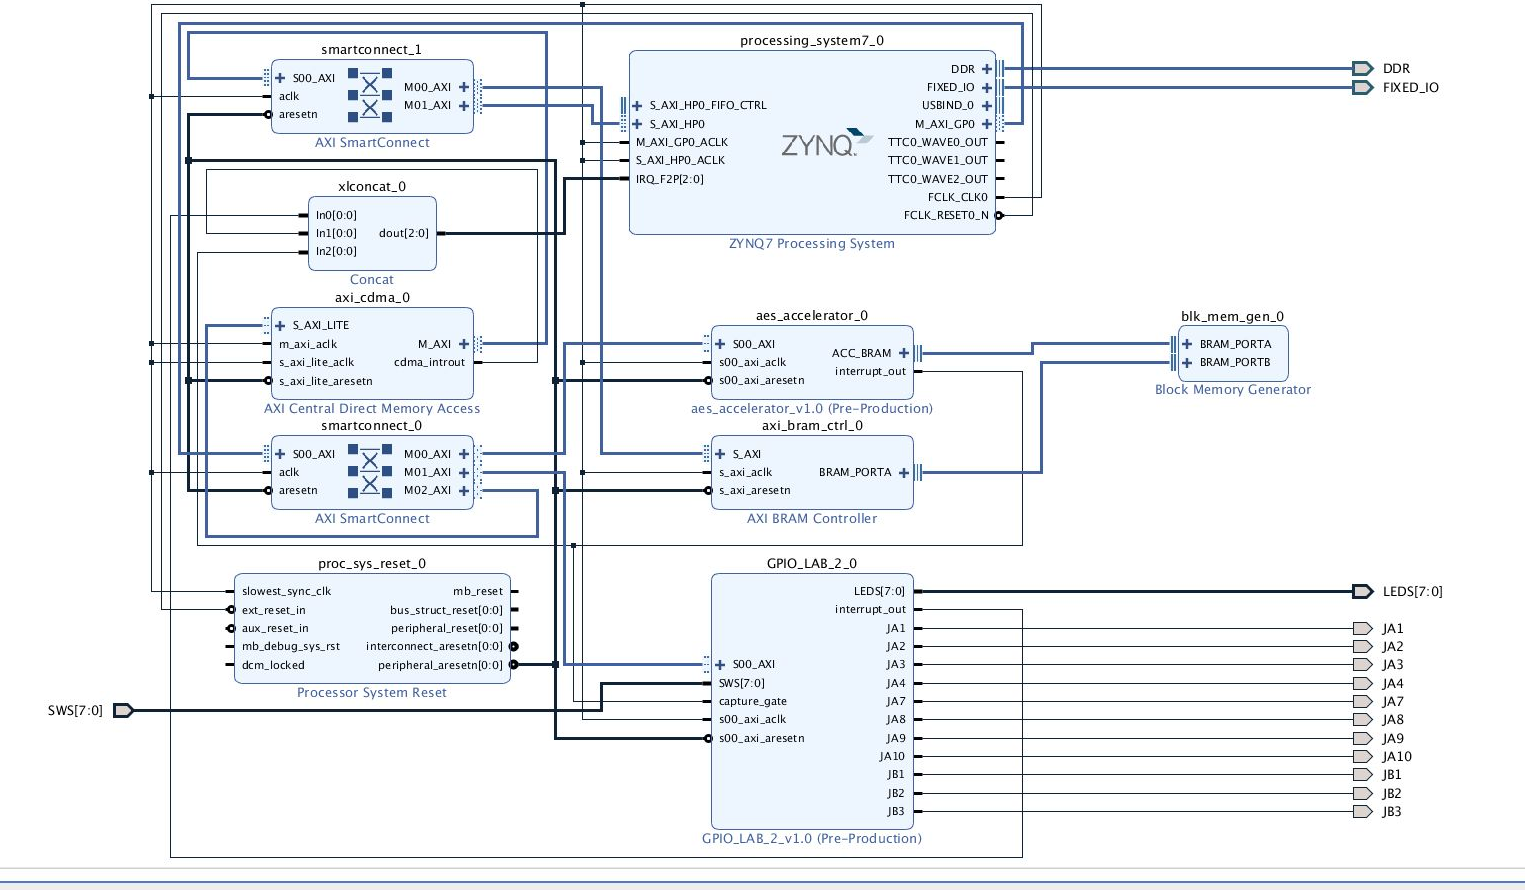 smartconnect_1
S00_AXI
aclk
aresetn
M00_AXI
M01_AXI
AXI SmartConnect
processing_system7_0
S_AXI_HP0_FIFO_CTRL
S_AXI_HP0
M_AXI_GP0_ACLK
S_AXI_HP0_ACLK
IRQ_F2P[2:0]
ZYNQ
DDR
FIXED_IO
USBIND_0
M_AXI_GP0
TTC0_WAVE0_OUT
TTC0_WAVE1_OUT
TTC0_WAVE2_OUT
FCLK_CLK0
FCLK_RESET0_N
ZYNQ7 Processing System
DDR
FIXED_IO
xlconcat_0
In0[0:0]
In1[0:0]
In2[0:0]
dout[2:0]
Concat
axi_cdma_0
S_AXI_LITE
m_axi_aclk
s_axi_lite_aclk
s_axi_lite_aresetn
M_AXI
cdma_introut
AXI Central Direct Memory Access
aes_accelerator_0
S00_AXI
s00_axi_aclk
s00_axi_aresetn
ACC_BRAM
interrupt_out
aes_accelerator_v1.0 (Pre-Production)
blk_mem_gen_0
BRAM_PORTA
BRAM_PORTB
Block Memory Generator
smartconnect_0
S00_AXI
aclk
aresetn
M00_AXI
M01_AXI
M02_AXI
AXI SmartConnect
axi_bram_ctrl_0
S_AXI
s_axi_aclk
s_axi_aresetn
BRAM_PORTA
AXI BRAM Controller
proc_sys_reset_0
slowest_sync_clk
ext_reset_in
aux_reset_in
mb_debug_sys_rst
dcm_locked
mb_reset
bus_struct_reset[0:0]
peripheral_reset[0:0]
interconnect_aresetn[0:0]
peripheral_aresetn[0:0]
Processor System Reset
SWS[7:0]
GPIO_LAB_2_0
S00_AXI
SWS[7:0]
capture_gate
s00_axi_aclk
s00_axi_aresetn
LEDS[7:0]
interrupt_out
JA1
JA2
JA3
JA4
JA7
JA8
JA9
JA10
JB1
JB2
JB3
GPIO_LAB_2_v1.0 (Pre-Production)
LEDS[7:0]
JA1
JA2
JA3
JA4
JA7
JA8
JA9
JA10
JB1
JB2
JB3